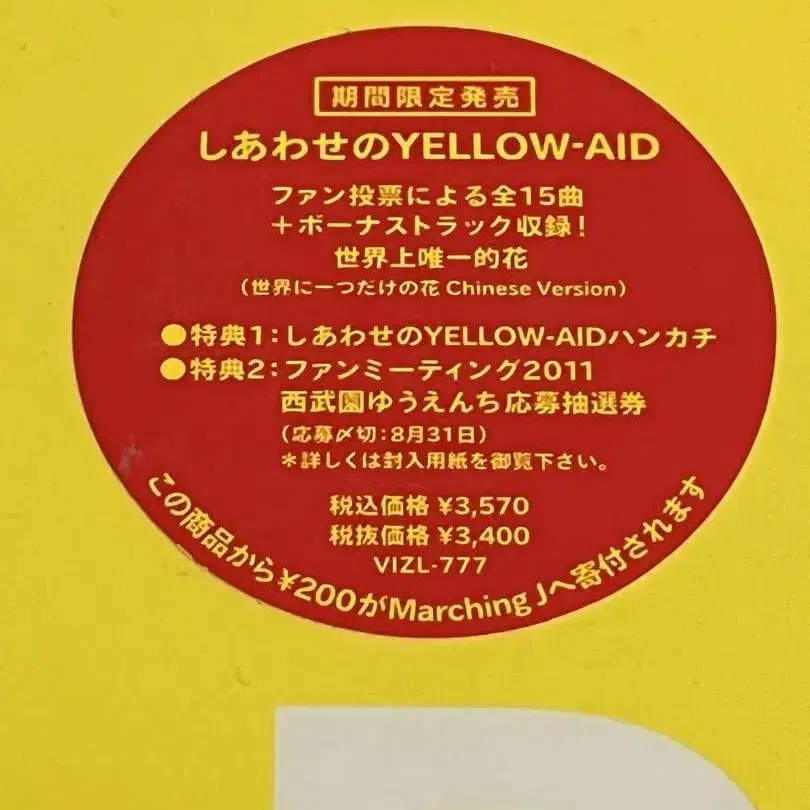 期間限定発売
しあわせのYELLOW-AID
ファン投票による全15曲
＋ボーナストラック収録！
世界上唯一的花
（世界に一つだけの花 Chinese Version）
●特典1：しあわせのYELLOW-AIDハンカチ
●特典2：ファンミーティング2011
西武園ゆうえんち応募抽選券
（応募〆切：8月31日）
＊詳しくは封入用紙を御覧下さい。
税込価格 ¥3,570
税抜価格 ¥3,400
VIZL-777
この商品から¥200がMarching Jへ寄付されます